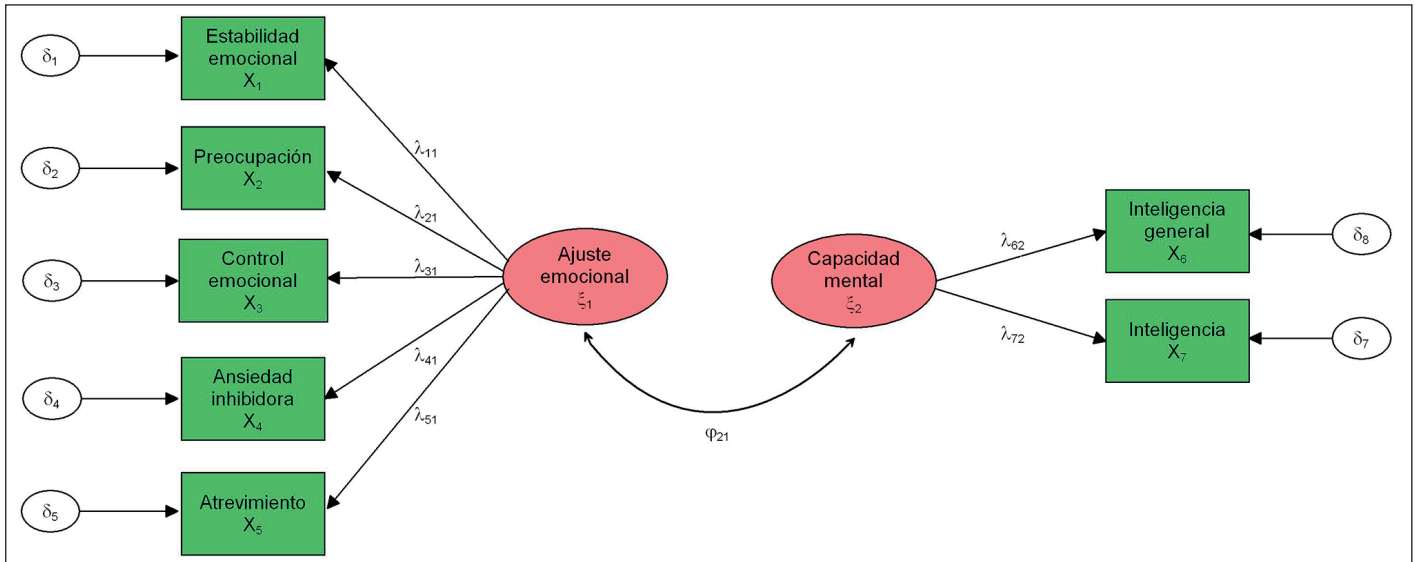 δ1
Estabilidad
emocional
X1
λ11
δ2
Preocupación
X2
λ21
δ3
Control
emocional
X3
λ31
δ4
Ansiedad
inhibidora
X4
λ41
δ5
Atrevimiento
X5
λ51
Ajuste
emocional
ξ1
φ21
Capacidad
mental
ξ2
λ62
Inteligencia
general
X6
δ8
λ72
Inteligencia
X7
δ7